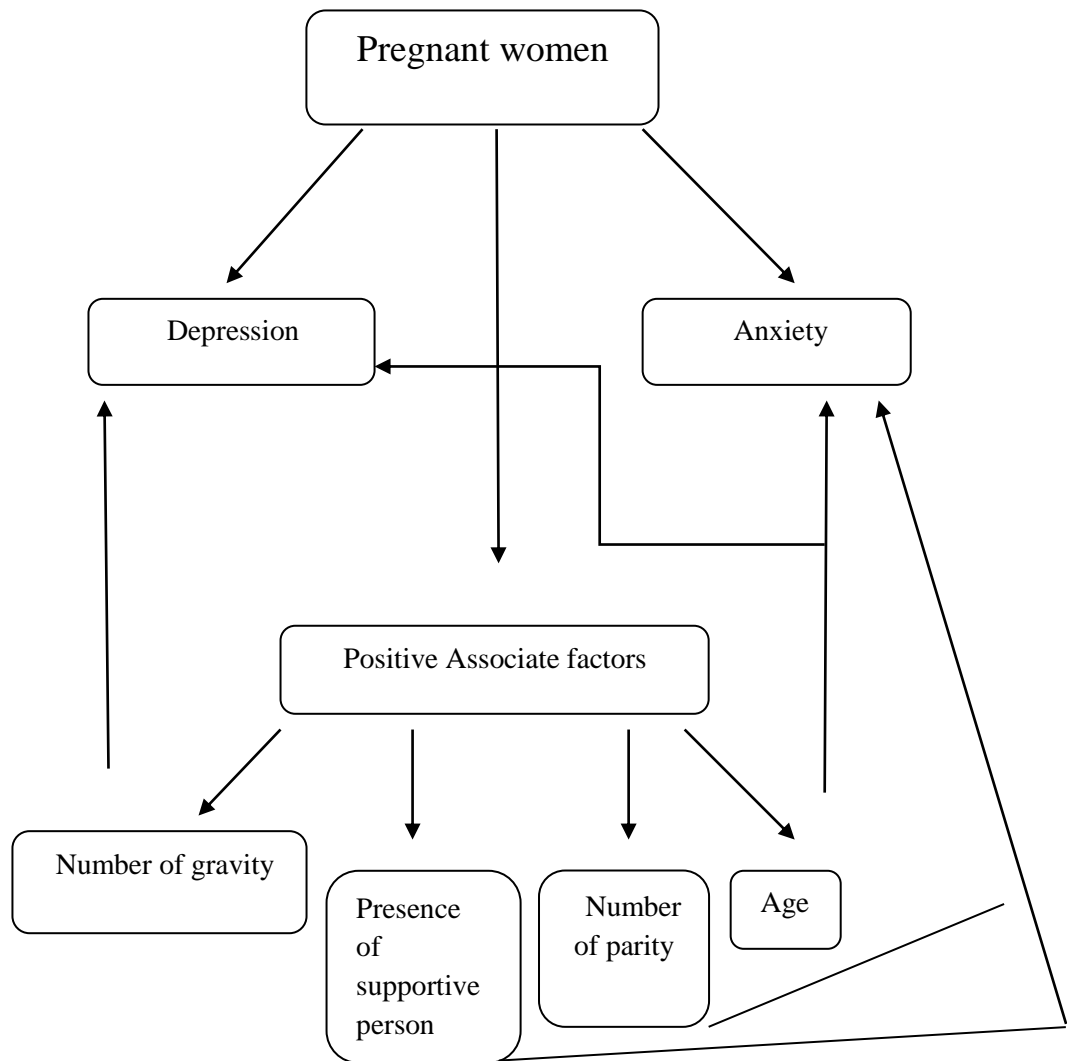 Pregnant women
Depression
Anxiety
Positive Associate factors
Number of gravity
Presence
of
supportive
person
Number
of parity
Age